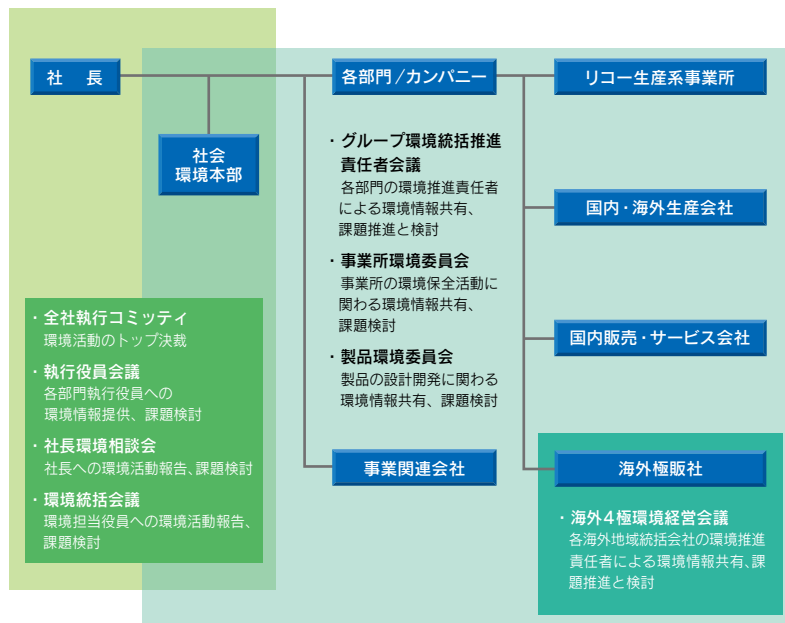 社 長
各部門/カンパニー
リコー生産系事業所
社会
環境本部
・グループ環境統括推進
責任者会議
各部門の環境推進責任者
による環境情報共有、
課題推進と検討
・事業所環境委員会
事業所の環境保全活動に
関わる環境情報共有、
課題検討
・製品環境委員会
製品の設計開発に関わる
環境情報共有、課題検討
国内・海外生産会社
国内販売・サービス会社
・全社執行コミッティ
環境活動のトップ決裁
・執行役員会議
各部門執行役員への
環境情報提供、課題検討
・社長環境相談会
社長への環境活動報告、課題検討
・環境統括会議
環境担当役員への環境活動報告、
課題検討
事業関連会社
海外極販社
・海外4極環境経営会議
各海外地域統括会社の環境推進
責任者による環境情報共有、課
題推進と検討